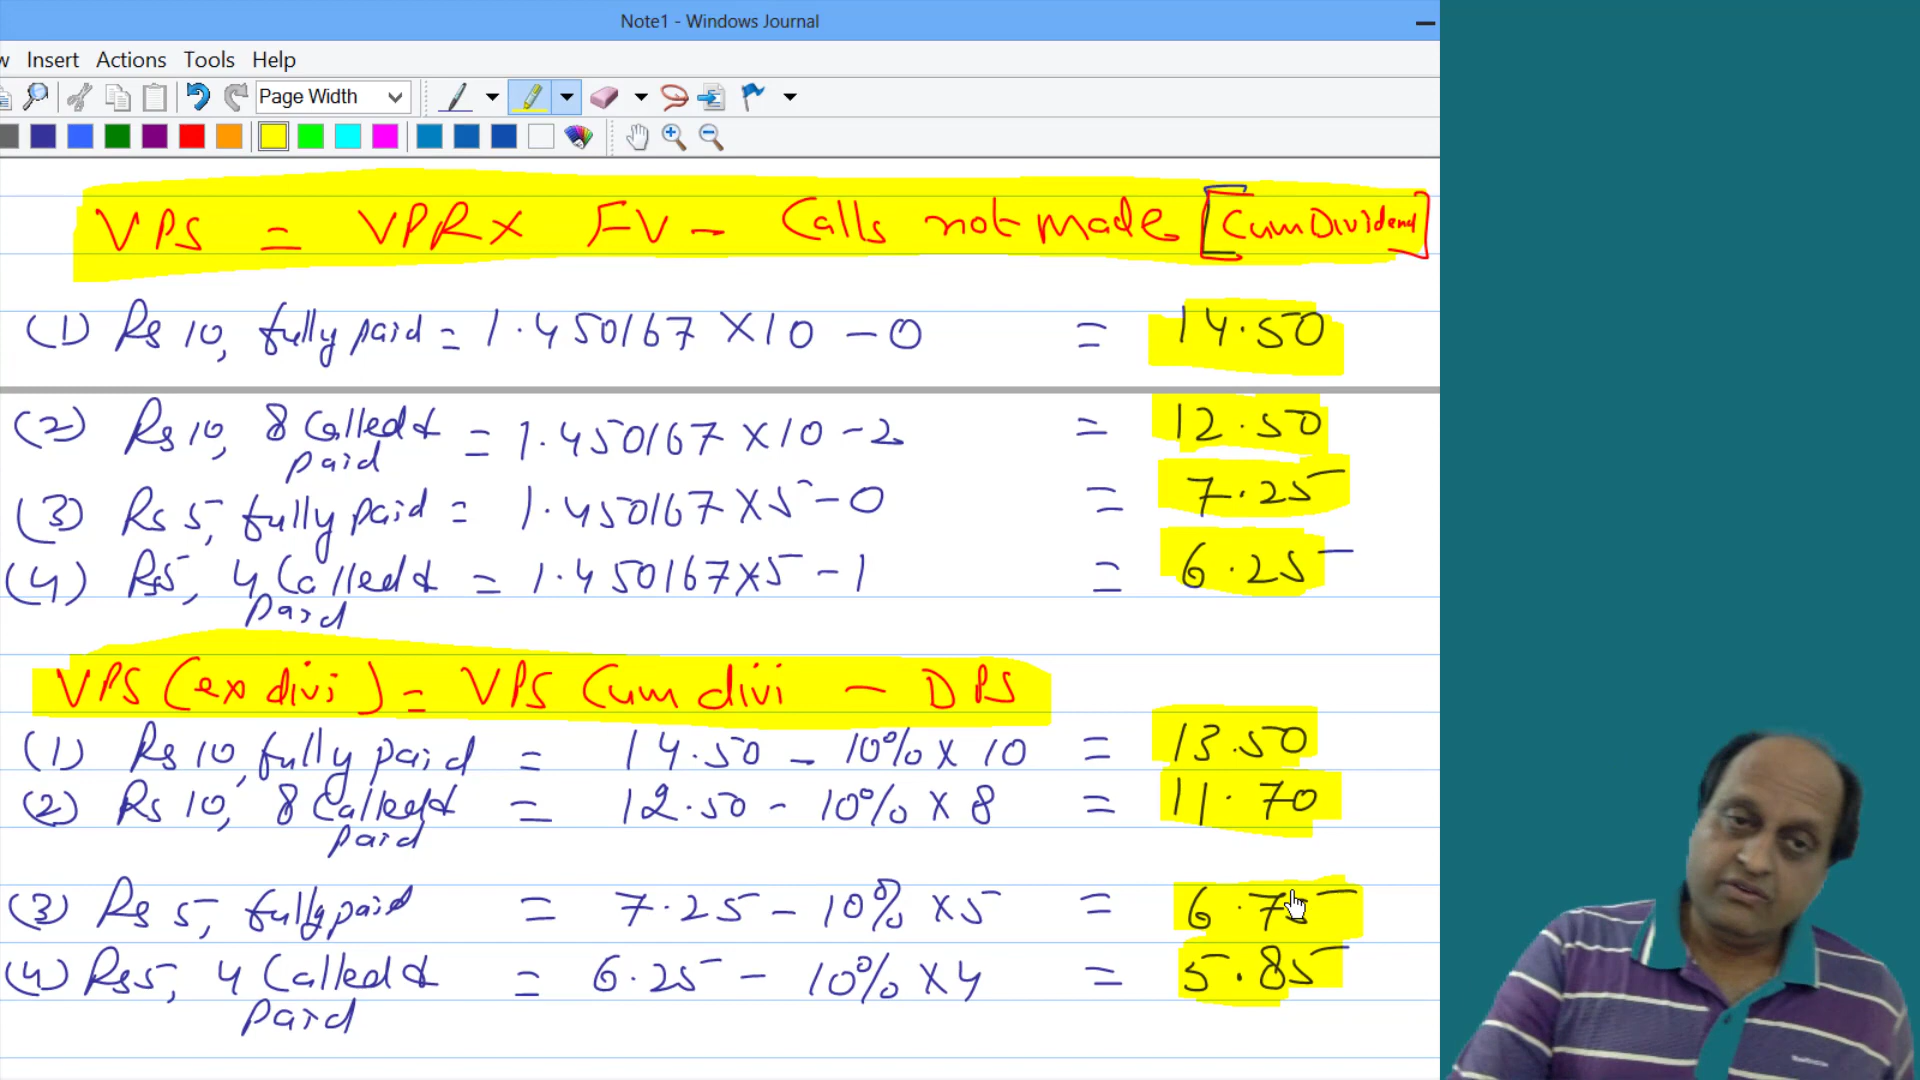 Note1 - Windows Journal
w Insert Actions Tools Help
Page Width
VPS = VPR X FV - Calls not made [Cum Dividend]
(1) Rs 10, fully paid = 1.450167 X 10 - 0 = 14.50
(2) Rs 10, 8 Called & paid = 1.450167 X 10 - 2 = 12.50
(3) Rs 5, fully paid = 1.450167 X 5 - 0 = 7.25
(4) Rs 5, 4 Called & paid = 1.450167 X 5 - 1 = 6.25
VPS (ex divi) = VPS Cum divi - DPS
(1) Rs 10, fully paid = 14.50 - 10% X 10 = 13.50
(2) Rs 10, 8 Called & paid = 12.50 - 10% X 8 = 11.70
(3) Rs 5, fully paid = 7.25 - 10% X 5 = 6.75
(4) Rs 5, 4 Called & paid = 6.25 - 10% X 4 = 5.85